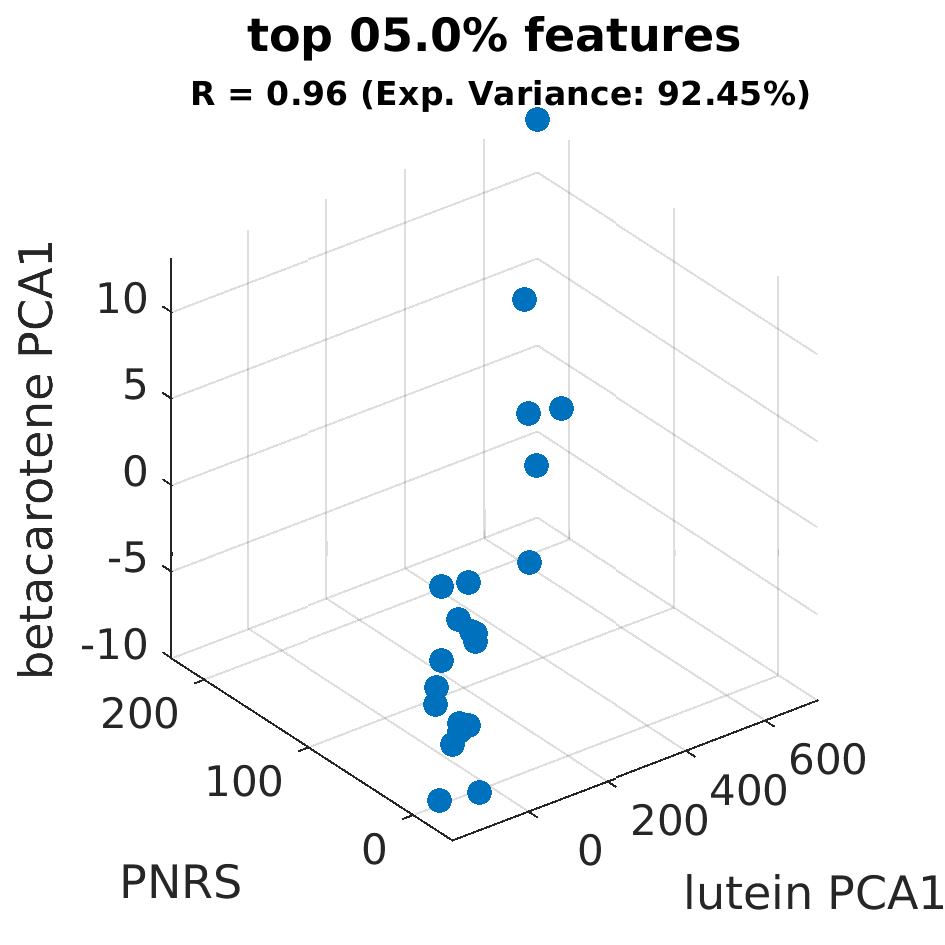 top 05.0% features
R = 0.96 (Exp. Variance: 92.45%)
betacarotene PCA1
10
5
0
-5
-10
200
100
0
PNRS
0
200
400
600
lutein PCA1